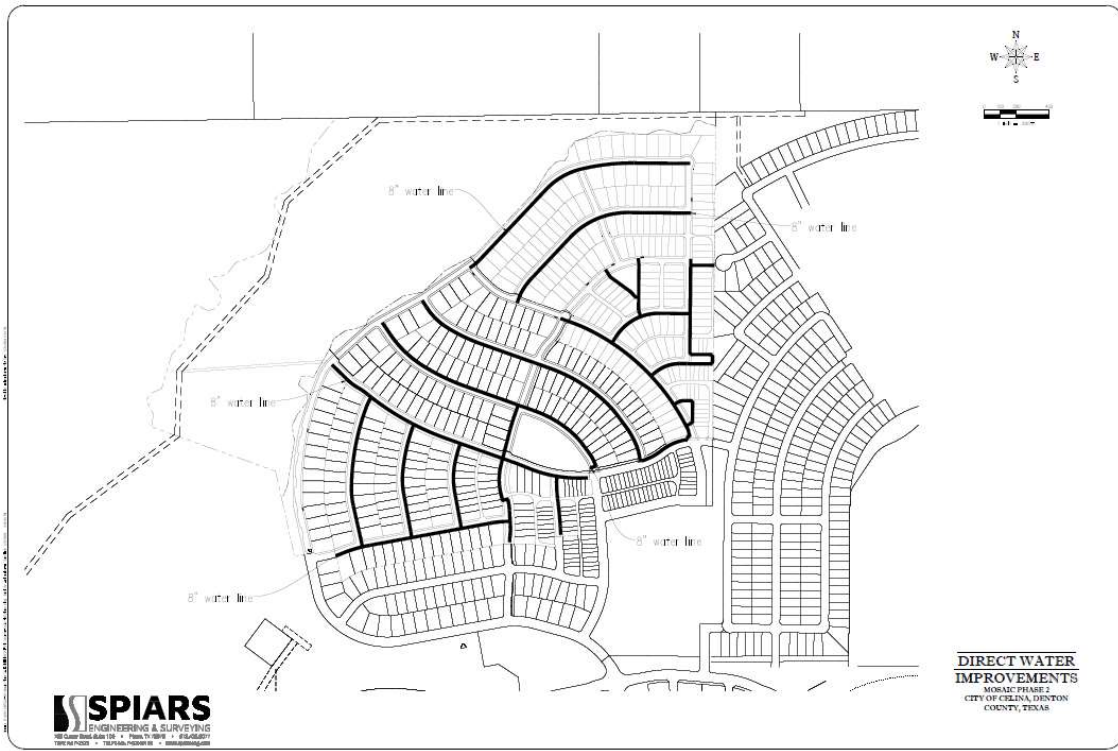 N
W E
S
8" water line
8" water line
8" water line
8" water line
8" water line
DIRECT WATER
IMPROVEMENTS
MOSAIC PHASE 2
CITY OF CELINA, DENTON
COUNTY, TEXAS
SPIARS
ENGINEERING & SURVEYING